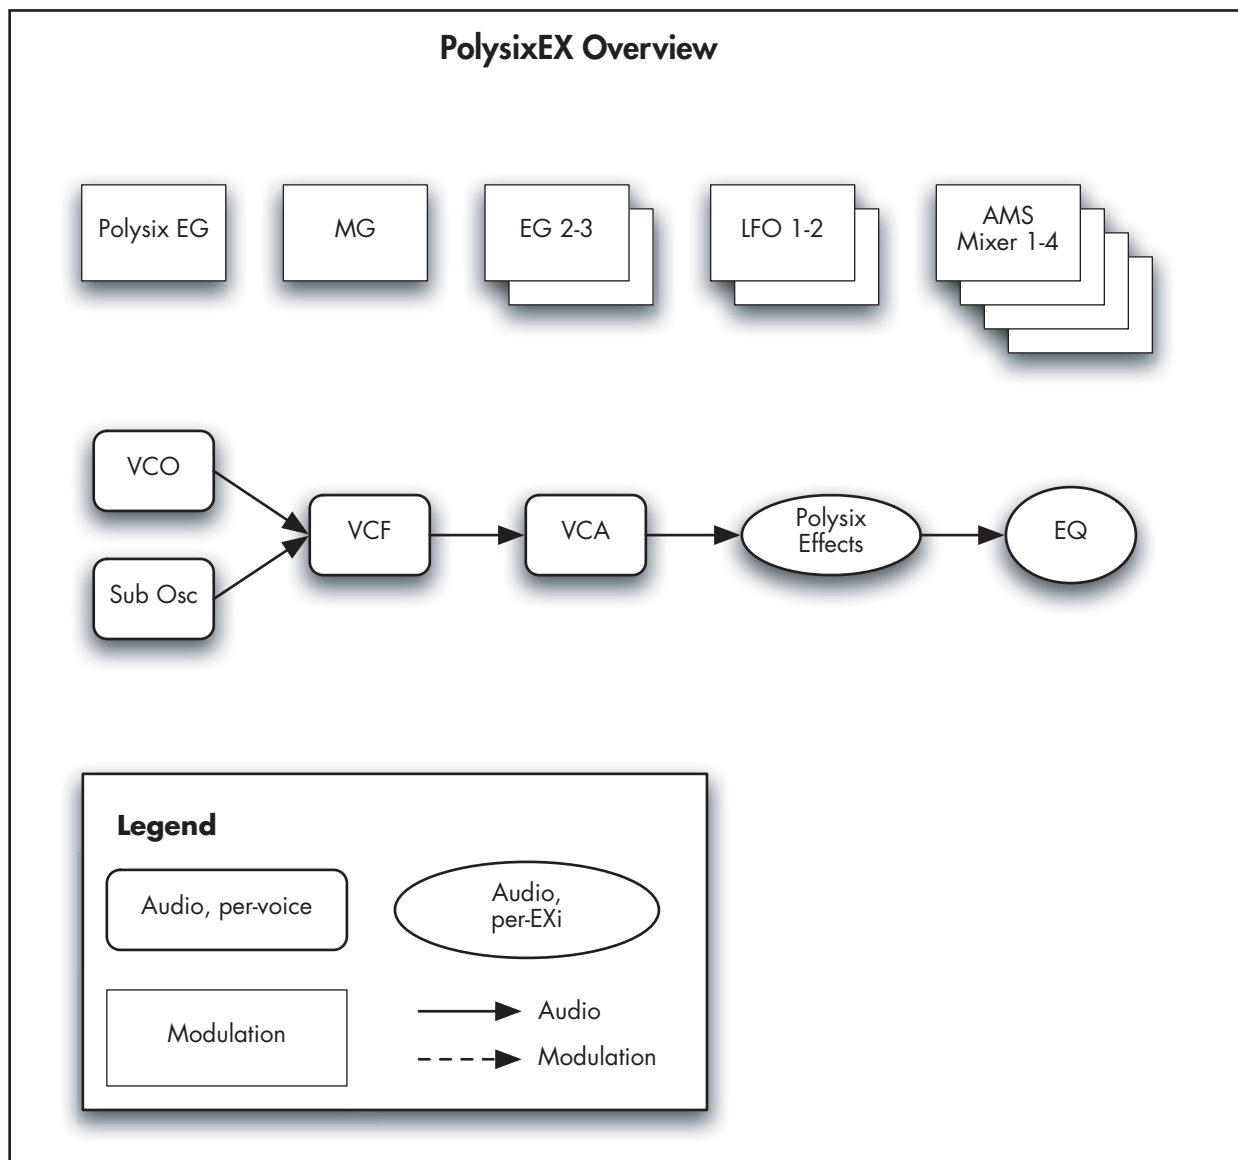 PolysixEX Overview
Polysix EG
MG
EG 2-3
LFO 1-2
AMS
Mixer 1-4
VCO
Sub Osc
VCF
VCA
Polysix
Effects
EQ
Legend
Audio, per-voice
Audio,
per-EXi
Modulation
Audio
Modulation